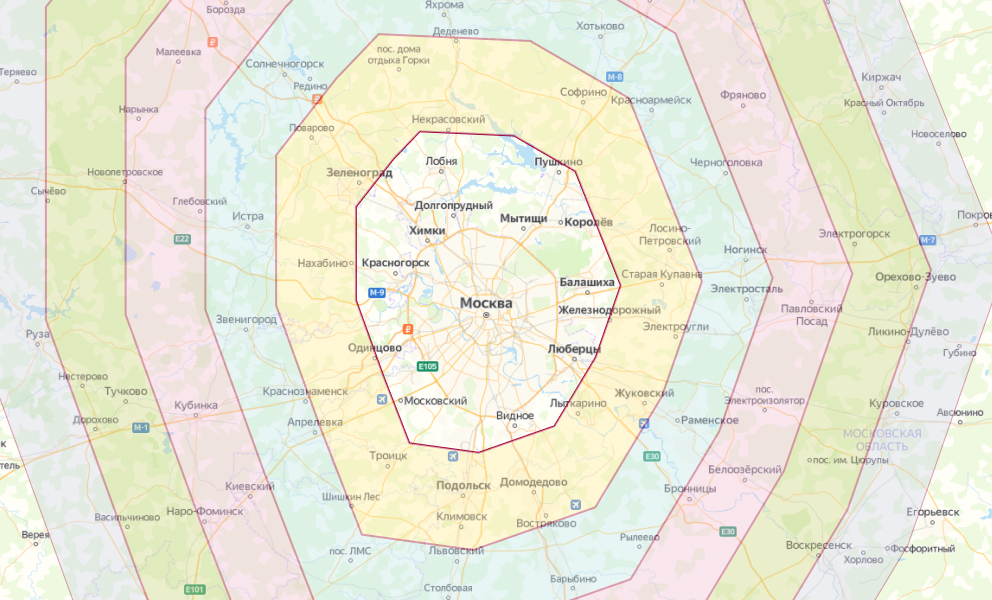 Яхрома
Борозда
Деденево
Хотьково
пос. дома
отдыха Горки
Малеевка
Р
Солнечногорск
М-8
Киржач
Теряево
Редино
Р
Софрино
Красноармейск
Фряново
Красный Октябрь
Нарынка
Некрасовский
Поварово
Новоселово
Лобня
Пушкино
Черноголовка
Новопетровское
Зеленоград
Сычёво
Глебовский
Долгопрудный
Истра
Мытищи
Королёв
Покров
Химки
Лосино-
Петровский
Электрогорск
Е22
М-7
Ногинск
Нахабино
Красногорск
Старая Купавна
Орехово-Зуево
Балашиха
Электросталь
М-9
Москва
Железнодорожный
Павловский
Посад
Звенигород
Электроугли
Р
Руза
Ликино-Дулёво
Одинцово
Люберцы
Губино
Е105
Нестерово
Тучково
Краснознаменск
Жуковский
пос.
Электроизолятор
Московский
Лыткарино
Куровское
Кубинка
Авсюнино
Видное
Дорохово
М-1
Апрелевка
Раменское
МОСКОВСКАЯ
ОБЛАСТЬ
к
Троицк
Е30
пос. им. Цюрупы
тель
Белоозёрский
Киевский
Подольск
Домодедово
Бронницы
Шишкин Лес
Егорьевск
Наро-Фоминск
Васильчиново
Климовск
Востряково
Верея
Е30
Рылеево
Воскресенск
Фосфоритный
пос. ЛМС
Львовский
Хорлово
Барыбино
Столбовая
Е101